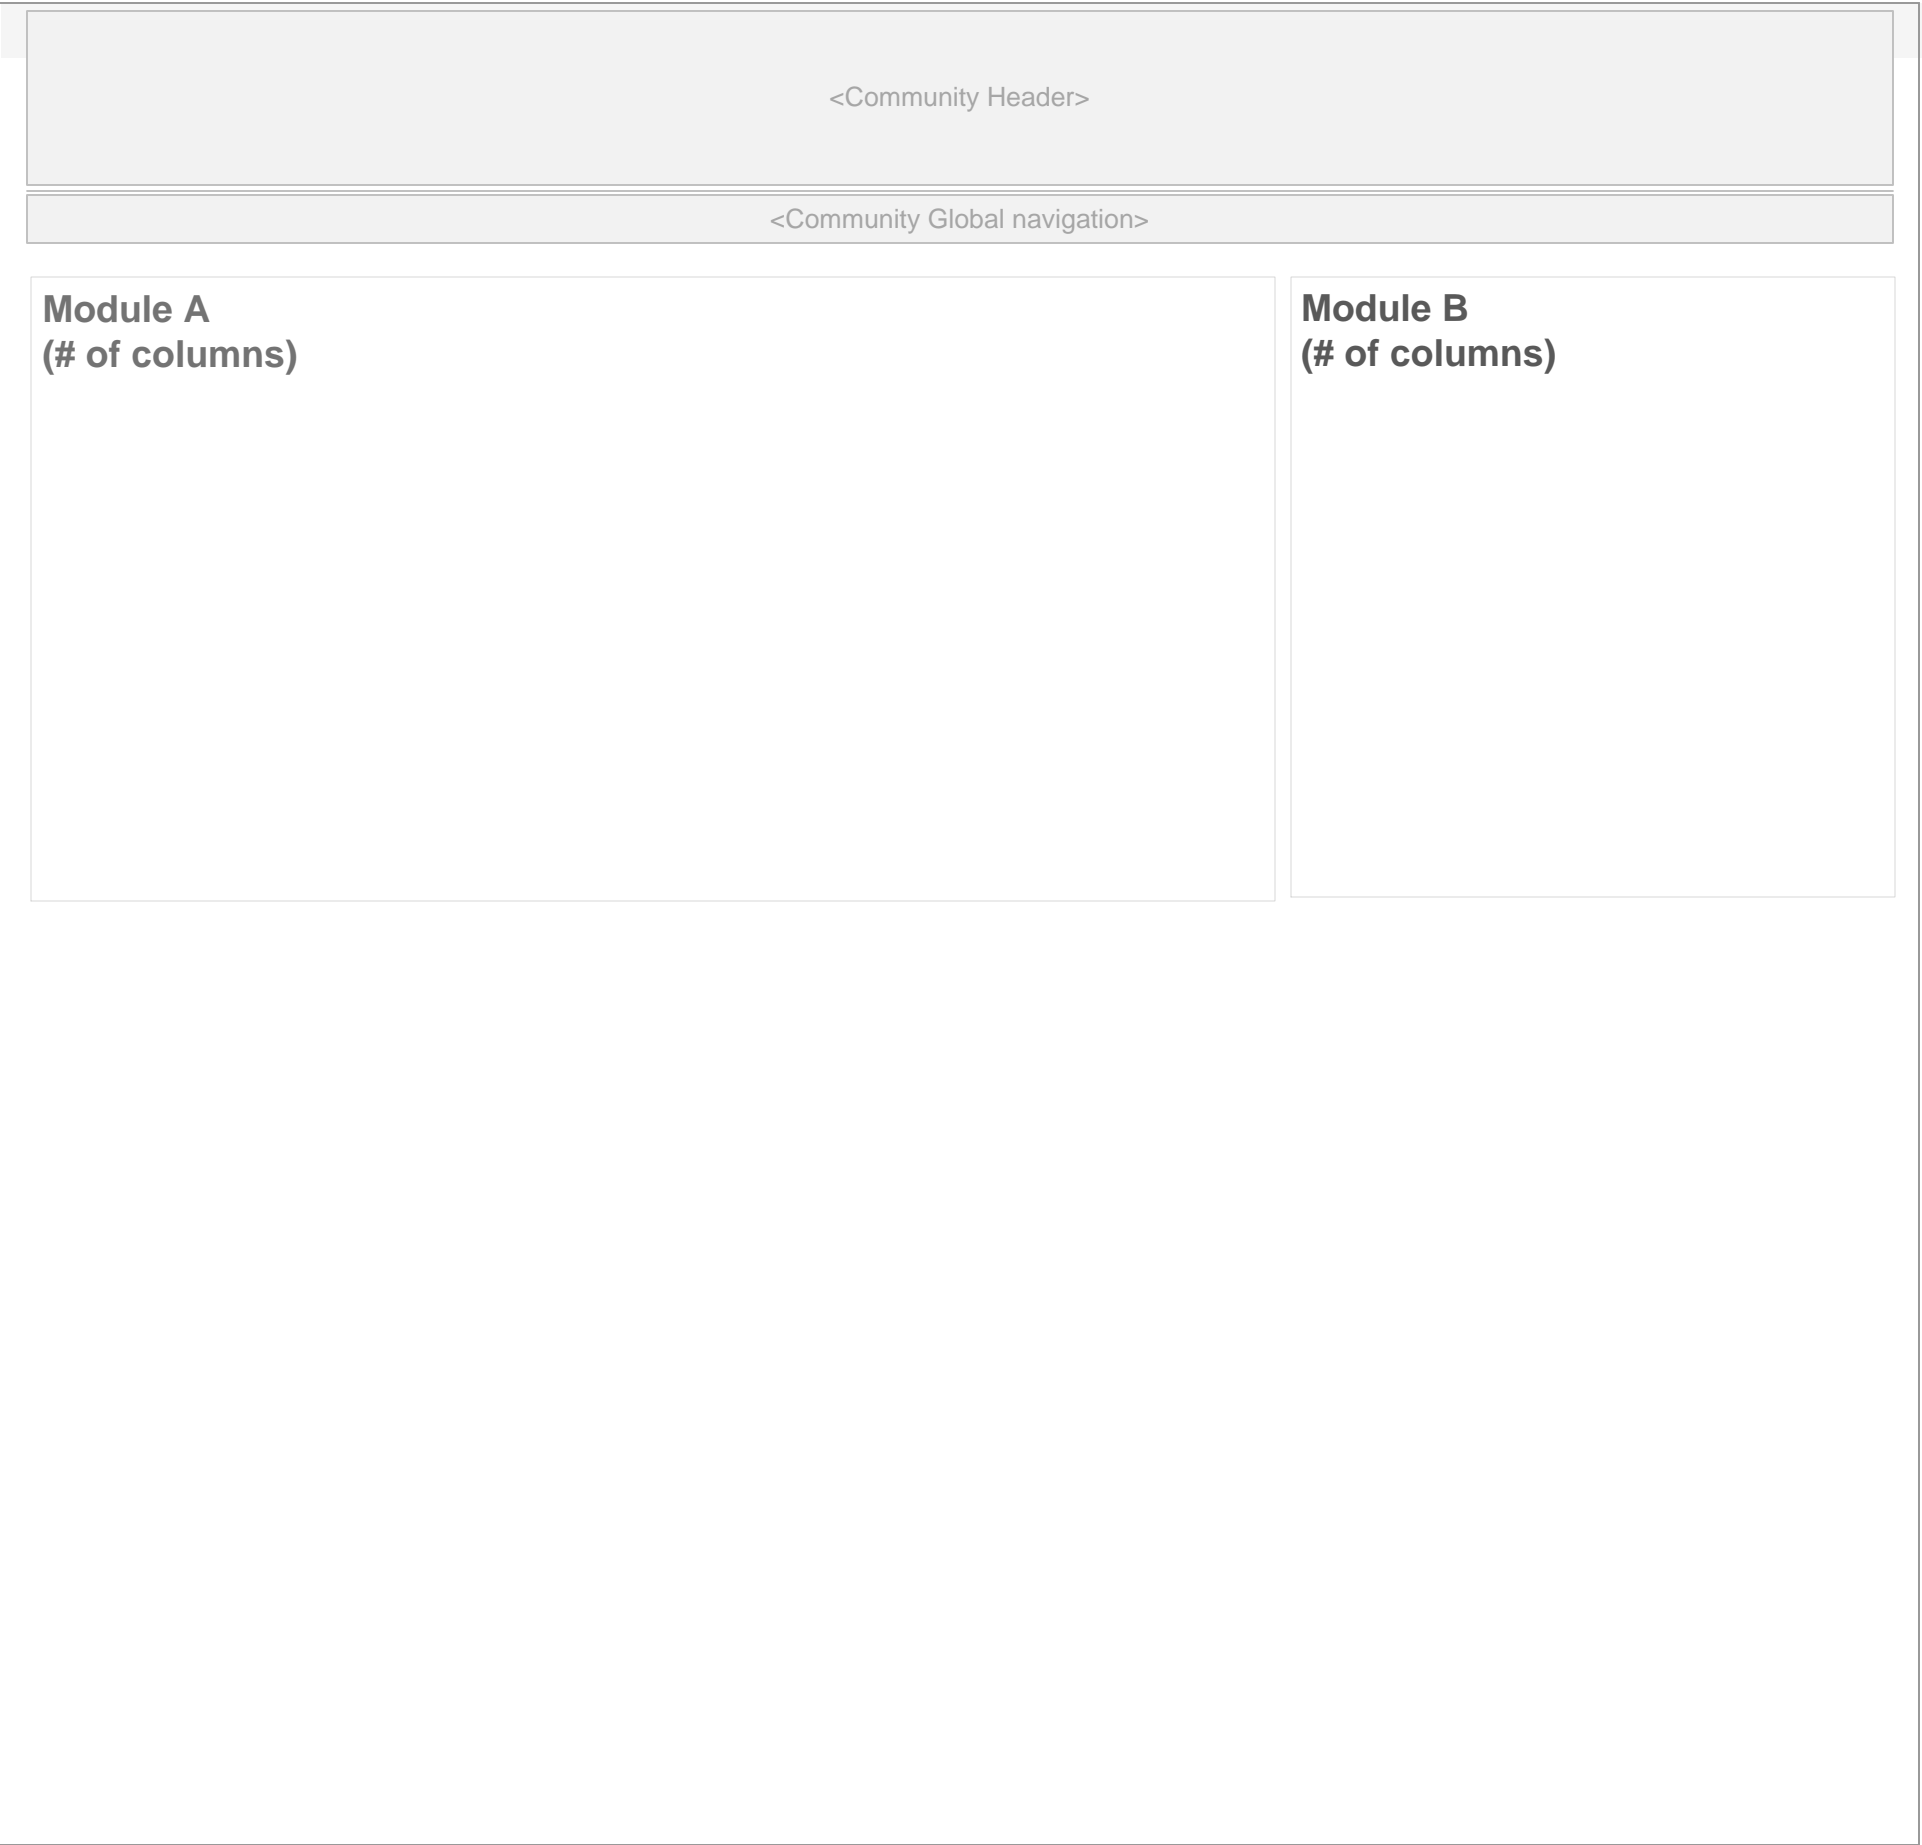 <Community Header>
<Community Global navigation>
Module A
(# of columns)
Module B
(# of columns)